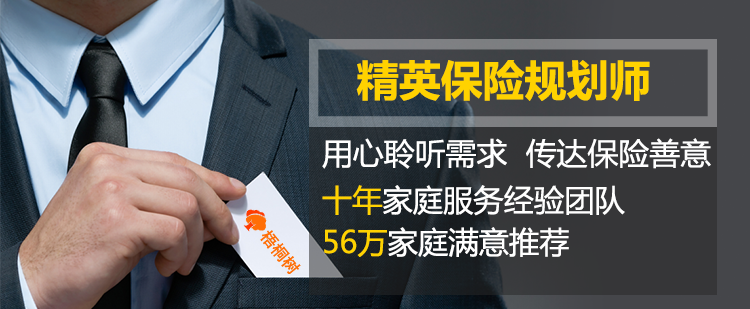 精英保险规划师
用心聆听需求 传达保险善意
十年家庭服务经验团队
56万家庭满意推荐
梧桐树